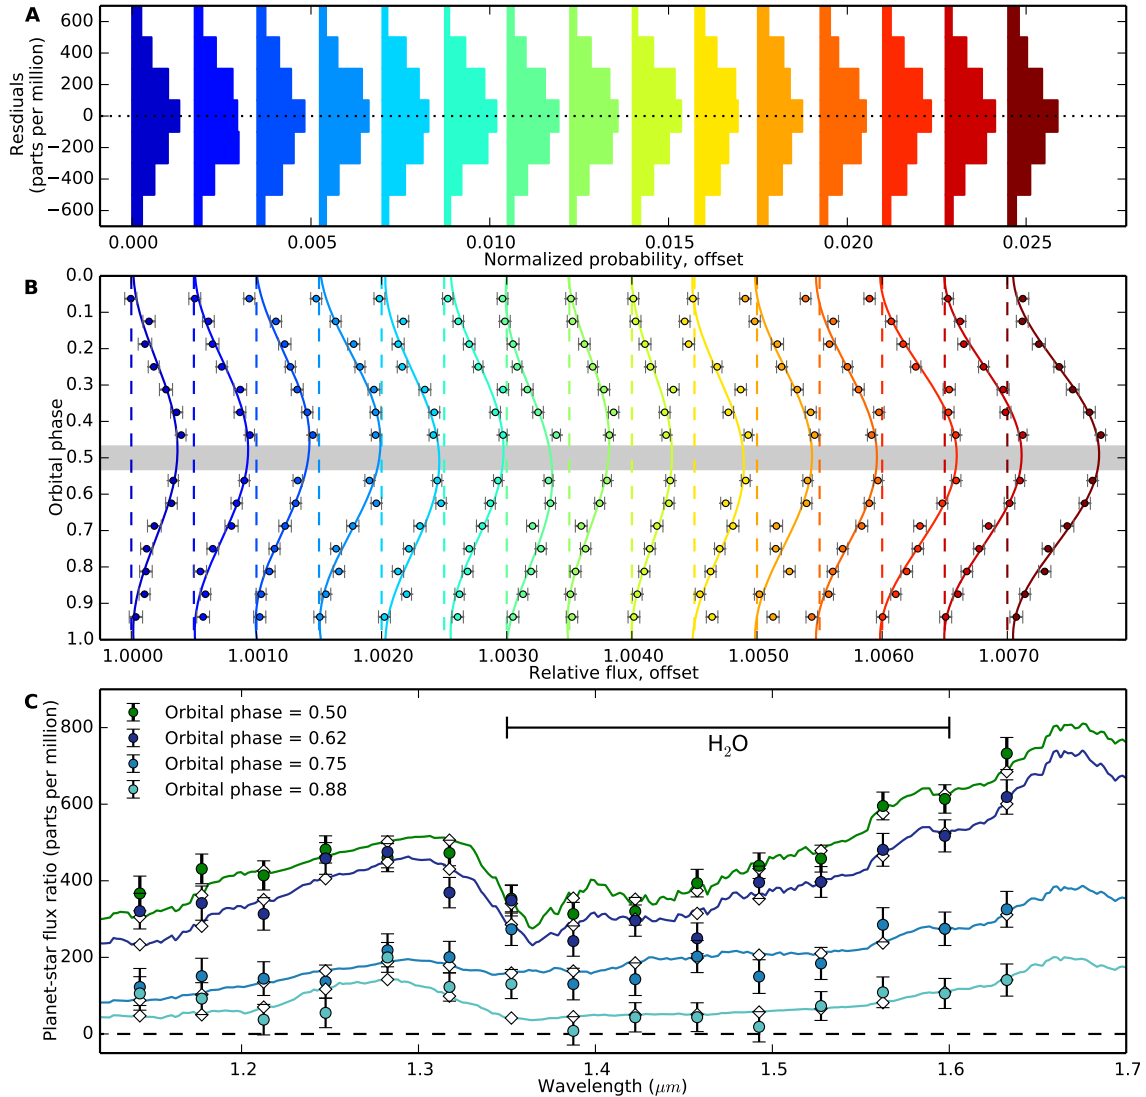 A
600
400
200
0
−200
−400
−600
Resdiuals
(parts per million)
0.000 0.005 0.010 0.015 0.020 0.025
Normalized probability, offset
B
0.0
0.1
0.2
0.3
0.4
0.5
0.6
0.7
0.8
0.9
1.0
Orbital phase
1.0000 1.0010 1.0020 1.0030 1.0040 1.0050 1.0060 1.0070
Relative flux, offset
C
800
600
400
200
0
Planet-star flux ratio (parts per million)
Orbital phase = 0.50
Orbital phase = 0.62
Orbital phase = 0.75
Orbital phase = 0.88
H₂O
1.2 1.3 1.4 1.5 1.6 1.7
Wavelength (μm)